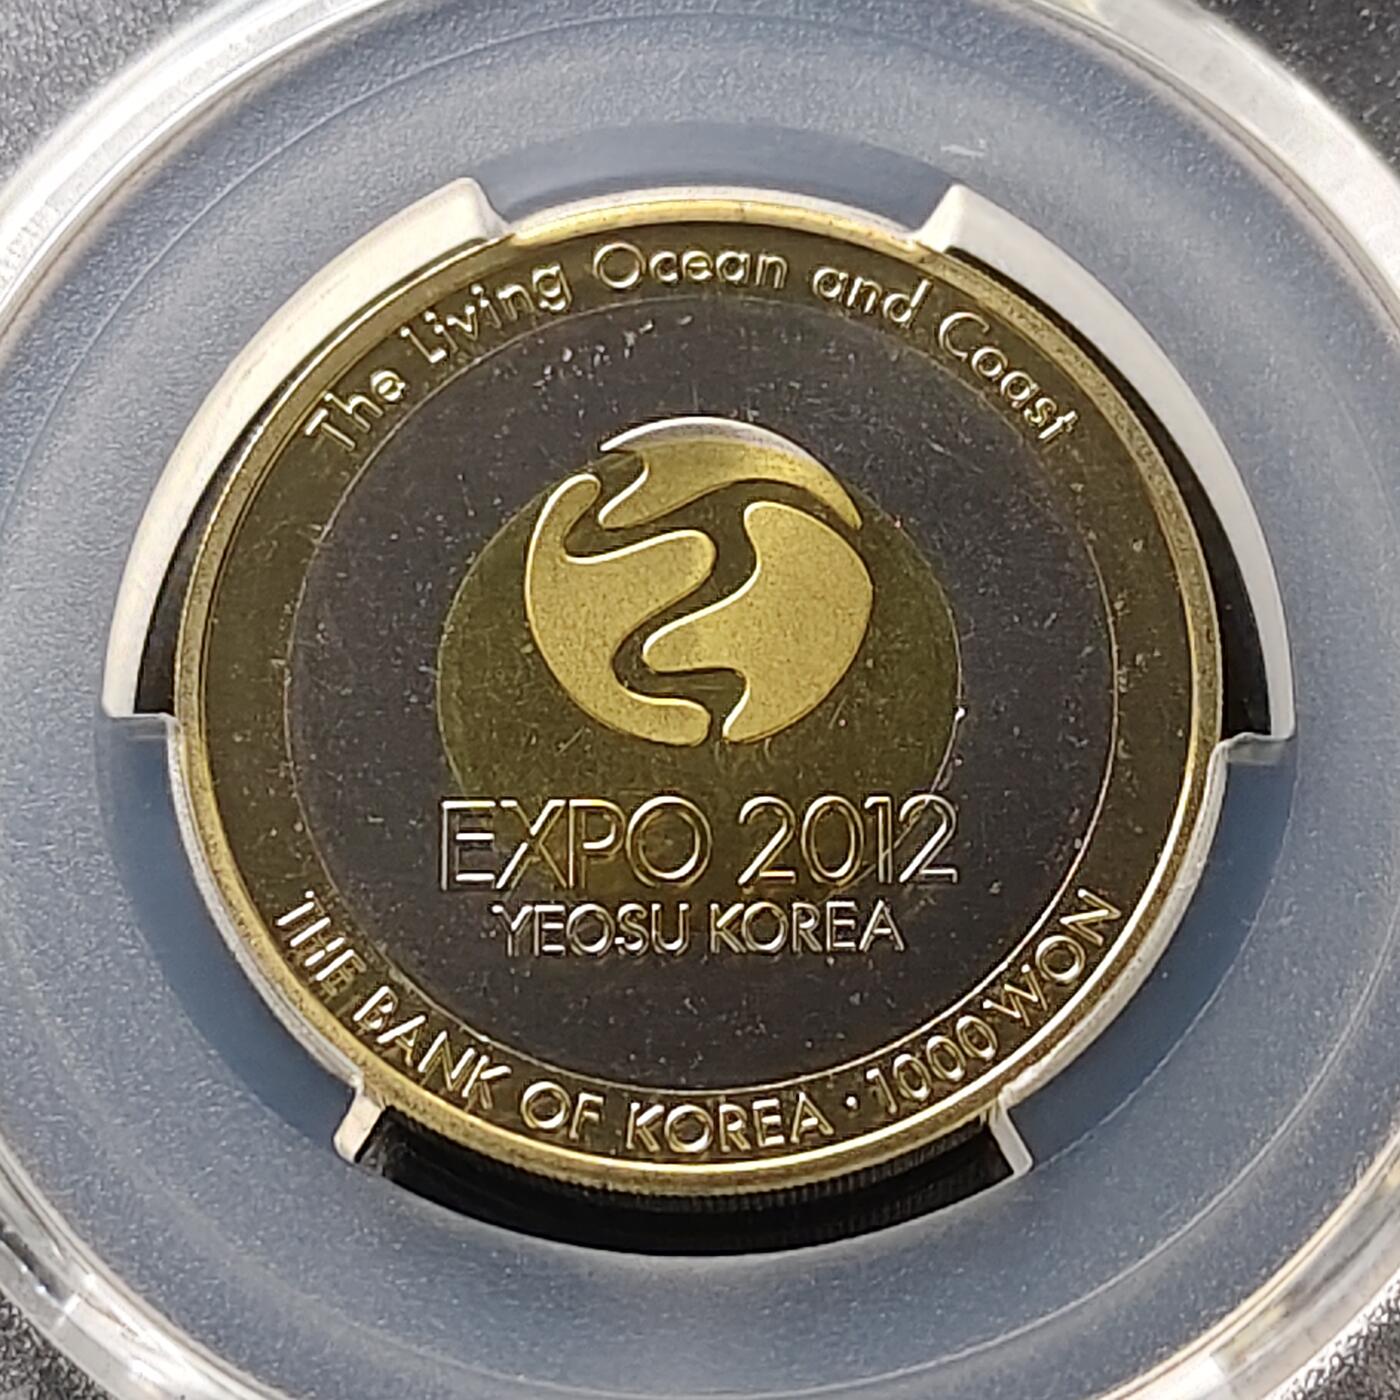 The Living Ocean and Coast
EXPO 2012
YEOSU KOREA
THE BANK OF KOREA · 1000 WON